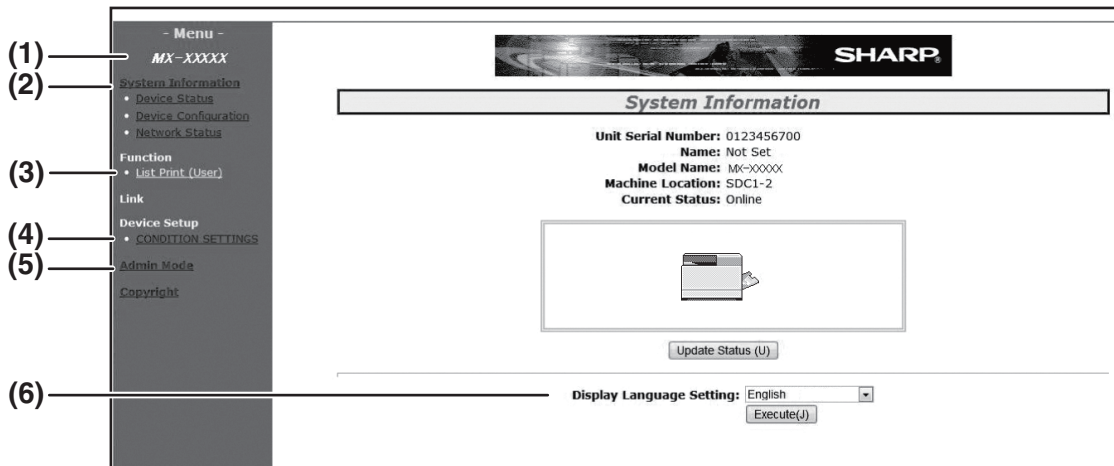 (1)
(2)
(3)
(4)
(5)
(6)
- Menu -
MX-XXXXX
System Information
• Device Status
• Device Configuration
• Network Status
Function
• List Print (User)
Link
Device Setup
• CONDITION SETTINGS
Admin Mode
Copyright
SHARP®
System Information
Unit Serial Number: 0123456700
Name: Not Set
Model Name: MX-XXXXX
Machine Location: SDC1-2
Current Status: Online
Update Status (U)
Display Language Setting: English
Execute(J)